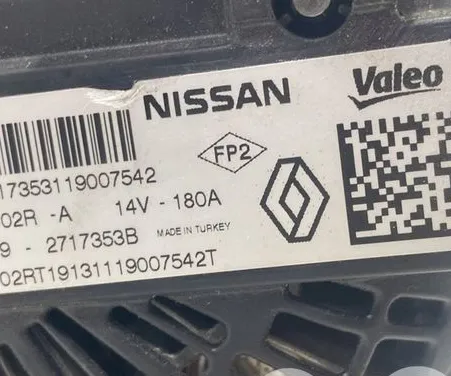 NISSAN Valeo
FP2
17353119007542
02R -A 14V - 180A
9 - 2717353B MADE IN TURKEY
02RT19131119007542T